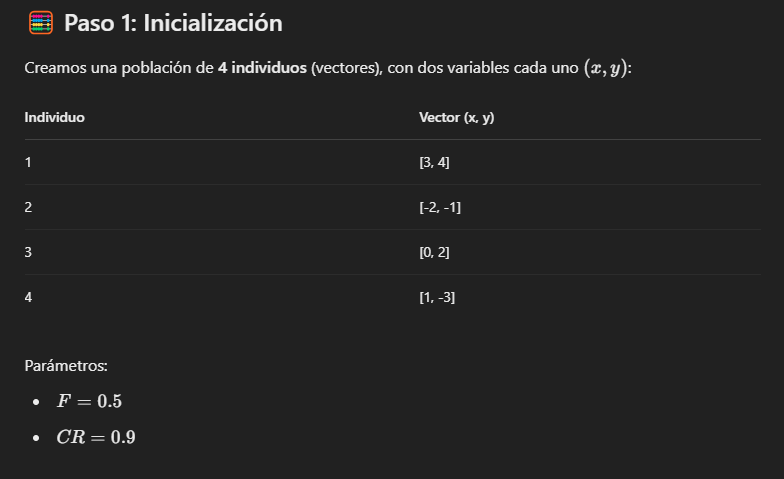 🧮 Paso 1: Inicialización
Creamos una población de 4 individuos (vectores), con dos variables cada uno (x, y):
Individuo Vector (x, y)
1 [3, 4]
2 [-2, -1]
3 [0, 2]
4 [1, -3]
Parámetros:
• F = 0.5
• CR = 0.9